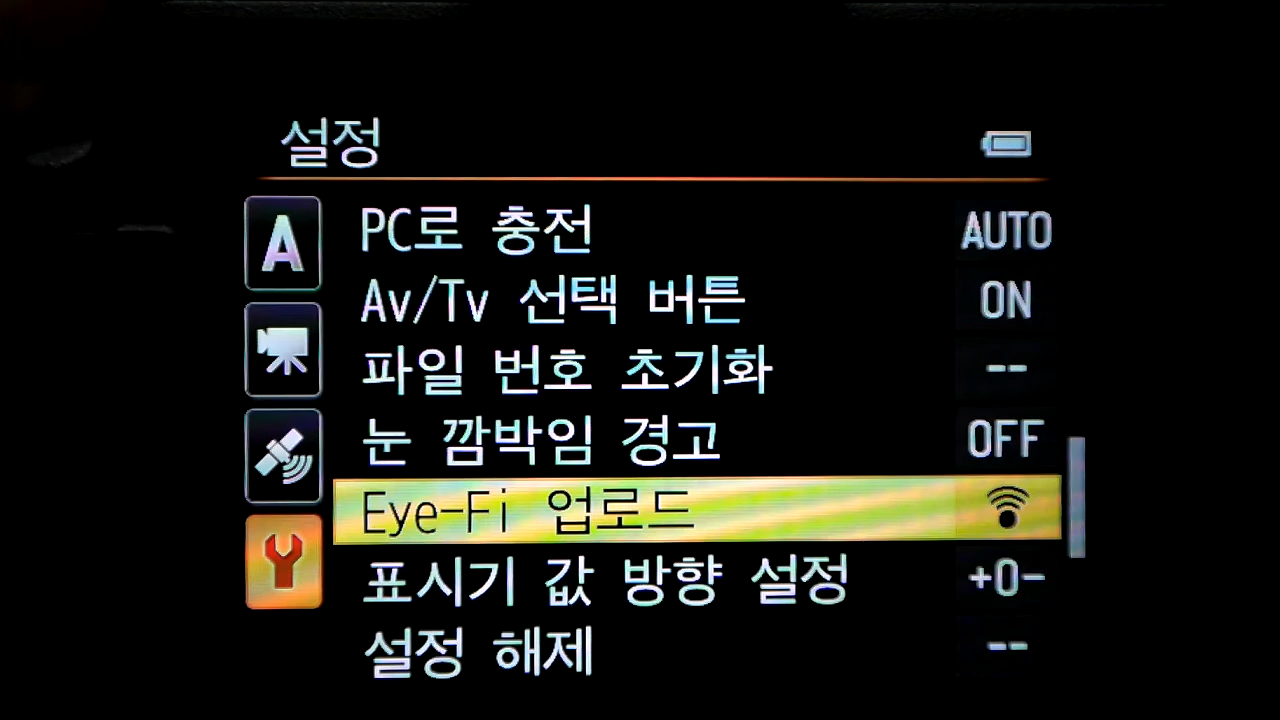 설정
A
PC로 충전 AUTO
Av/Tv 선택 버튼 ON
파일 번호 초기화 --
눈 깜박임 경고 OFF
Eye-Fi 업로드
표시기 값 방향 설정 +0-
설정 해제 --